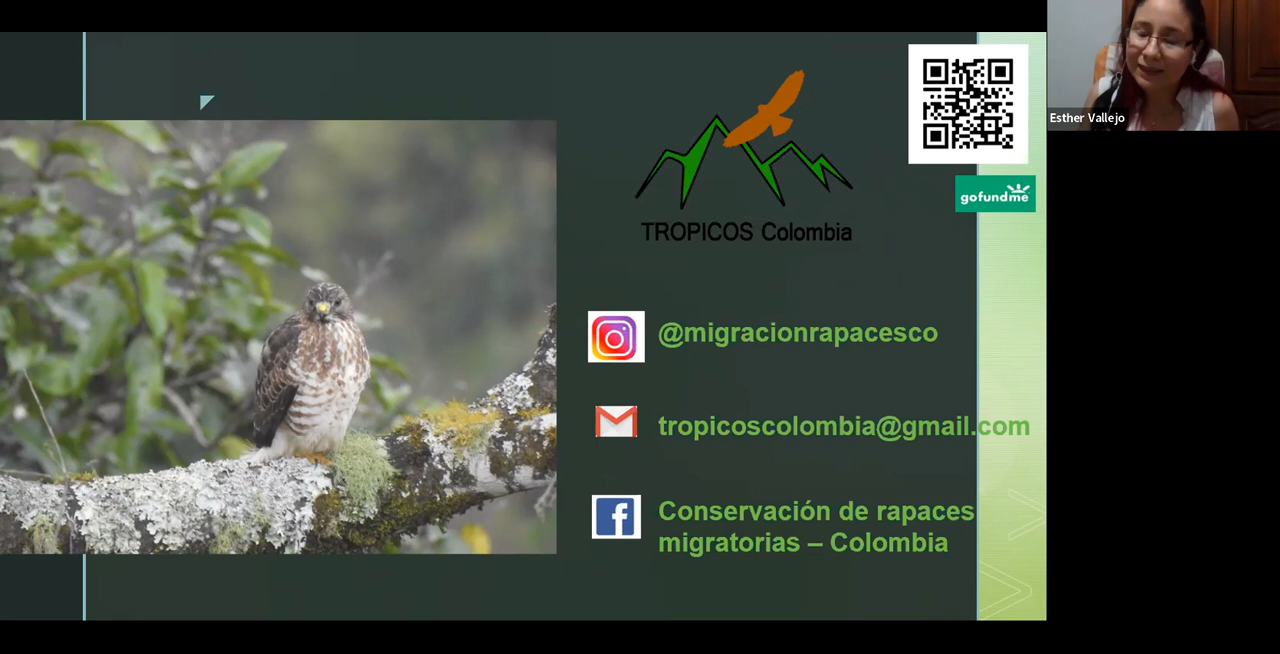 TROPICOS Colombia
gofundme
Esther Vallejo
@migracionrapacesco
tropicoscolombia@gmail.com
Conservación de rapaces
migratorias – Colombia